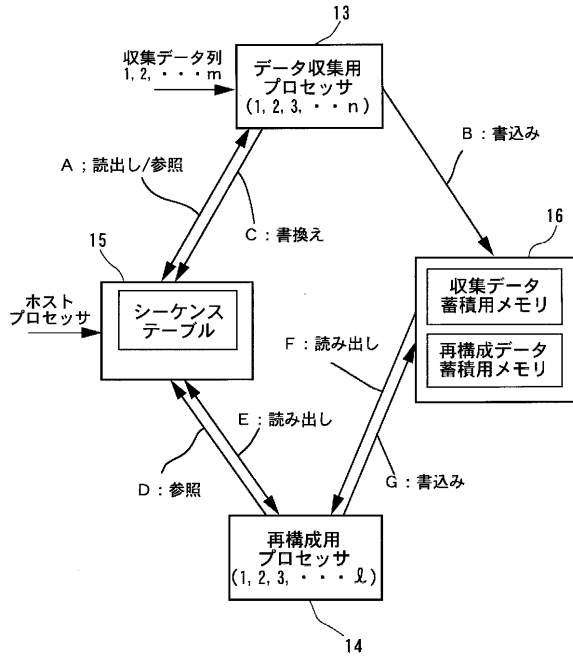 13
収集データ列
1, 2, ・・・m
データ収集用
プロセッサ
(1, 2, 3, ・・n)
A ; 読出し/参照
B : 書込み
C : 書換え
15
16
ホスト
プロセッサ
シーケンス
テーブル
収集データ
蓄積用メモリ
再構成データ
蓄積用メモリ
F : 読み出し
E : 読み出し
D : 参照
G : 書込み
再構成用
プロセッサ
(1, 2, 3, ・・・ℓ)
14